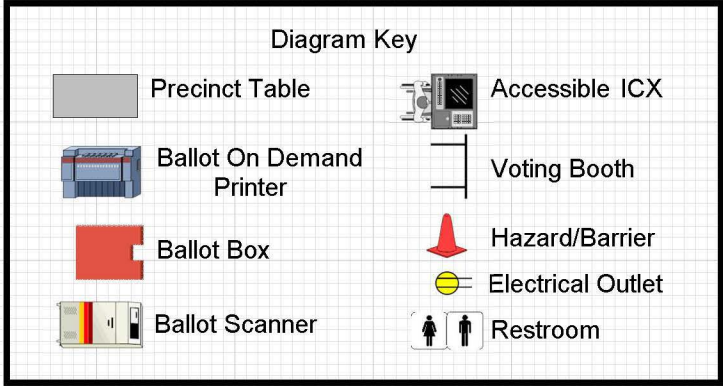 Diagram Key
Precinct Table
Ballot On Demand
Printer
Ballot Box
Ballot Scanner
Accessible ICX
Voting Booth
Hazard/Barrier
Electrical Outlet
Restroom